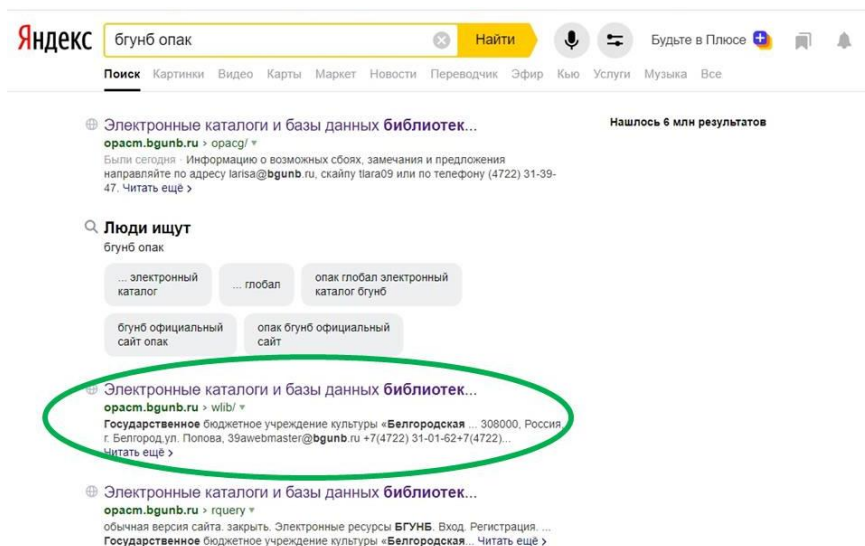 Яндекс бгунб опак Найти Будьте в Плюсе
Поиск Картинки Видео Карты Маркет Новости Переводчик Эфир Кью Услуги Музыка Все
Электронные каталоги и базы данных библиотек...
Нашлось 6 млн результатов
opacm.bgunb.ru › opacg/
Были сегодня · Информацию о возможных сбоях, замечания и предложения
направляйте по адресу larisa@bgunb.ru, скайпу tlara09 или по телефону (4722) 31-39-
47. Читать ещё ›
Люди ищут
бгунб опак
... электронный
каталог
... глобал
опак глобал электронный
каталог бгунб
бгунб официальный
сайт опак
опак бгунб официальный
сайт
Электронные каталоги и базы данных библиотек...
opacm.bgunb.ru › wlib/
Государственное бюджетное учреждение культуры «Белгородская ... 308000, Россия,
г. Белгород,ул. Попова, 39аwebmaster@bgunb.ru +7(4722) 31-01-62+7(4722)...
Читать ещё ›
Электронные каталоги и базы данных библиотек...
opacm.bgunb.ru › rquery
обычная версия сайта. закрыть. Электронные ресурсы БГУНБ. Вход. Регистрация. ...
Государственное бюджетное учреждение культуры «Белгородская... Читать ещё ›